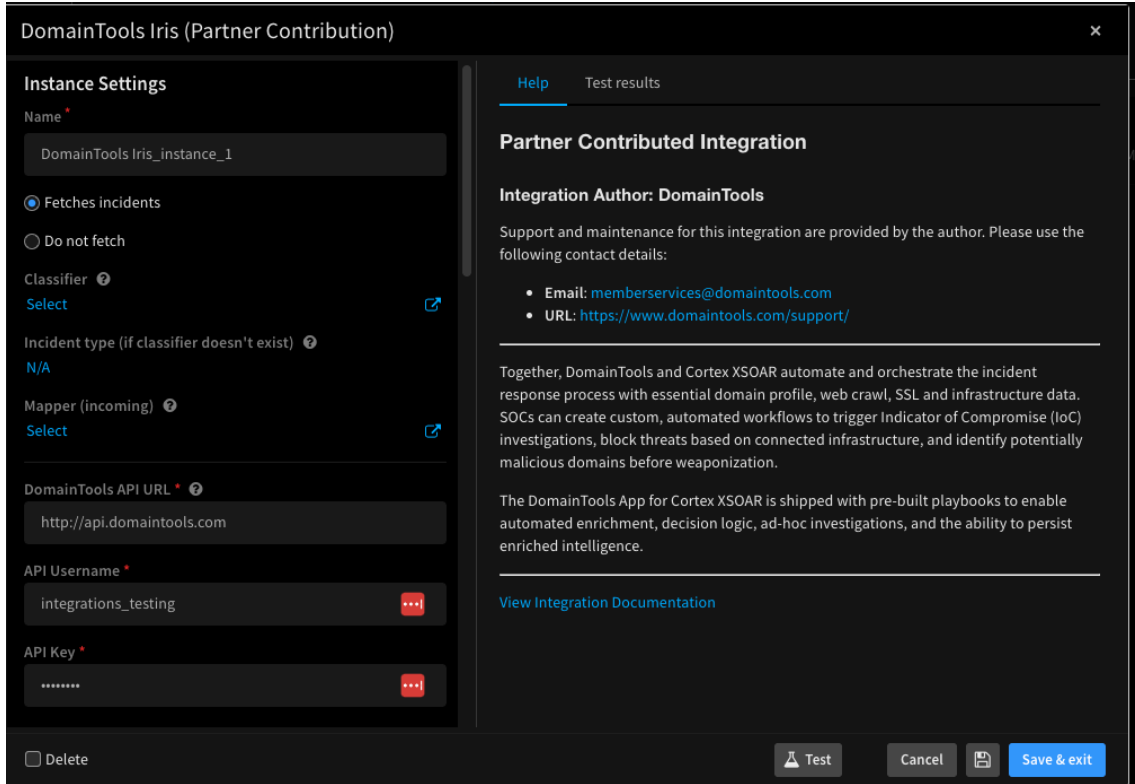 DomainTools Iris (Partner Contribution)
×
Instance Settings
Name *
DomainTools Iris_instance_1
Fetches incidents
Do not fetch
Classifier ?
Select
Incident type (if classifier doesn't exist) ?
N/A
Mapper (incoming) ?
Select
DomainTools API URL * ?
http://api.domaintools.com
API Username *
integrations_testing
API Key *
••••••••
Help
Test results
Partner Contributed Integration
Integration Author: DomainTools
Support and maintenance for this integration are provided by the author. Please use the
following contact details:
• Email: memberservices@domaintools.com
• URL: https://www.domaintools.com/support/
Together, DomainTools and Cortex XSOAR automate and orchestrate the incident
response process with essential domain profile, web crawl, SSL and infrastructure data.
SOCs can create custom, automated workflows to trigger Indicator of Compromise (IoC)
investigations, block threats based on connected infrastructure, and identify potentially
malicious domains before weaponization.
The DomainTools App for Cortex XSOAR is shipped with pre-built playbooks to enable
automated enrichment, decision logic, ad-hoc investigations, and the ability to persist
enriched intelligence.
View Integration Documentation
Delete
Test
Cancel
Save & exit